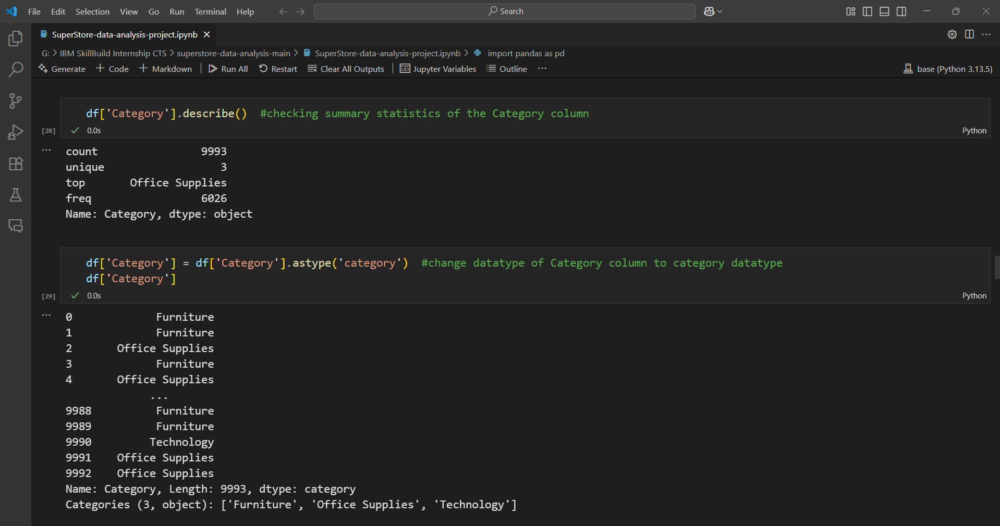 File Edit Selection View Go Run Terminal Help
Search
SuperStore-data-analysis-project.ipynb
G: > IBM SkillBuild Internship CTS > superstore-data-analysis-main > SuperStore-data-analysis-project.ipynb > import pandas as pd
Generate + Code + Markdown | Run All Restart Clear All Outputs | Jupyter Variables Outline ...
base (Python 3.13.5)
df['Category'].describe() #checking summary statistics of the Category column
[28] 0.0s Python
count 9993
unique 3
top Office Supplies
freq 6026
Name: Category, dtype: object
df['Category'] = df['Category'].astype('category') #change datatype of Category column to category datatype
df['Category']
[29] 0.0s Python
0 Furniture
1 Furniture
2 Office Supplies
3 Furniture
4 Office Supplies
...
9988 Furniture
9989 Furniture
9990 Technology
9991 Office Supplies
9992 Office Supplies
Name: Category, Length: 9993, dtype: category
Categories (3, object): ['Furniture', 'Office Supplies', 'Technology']